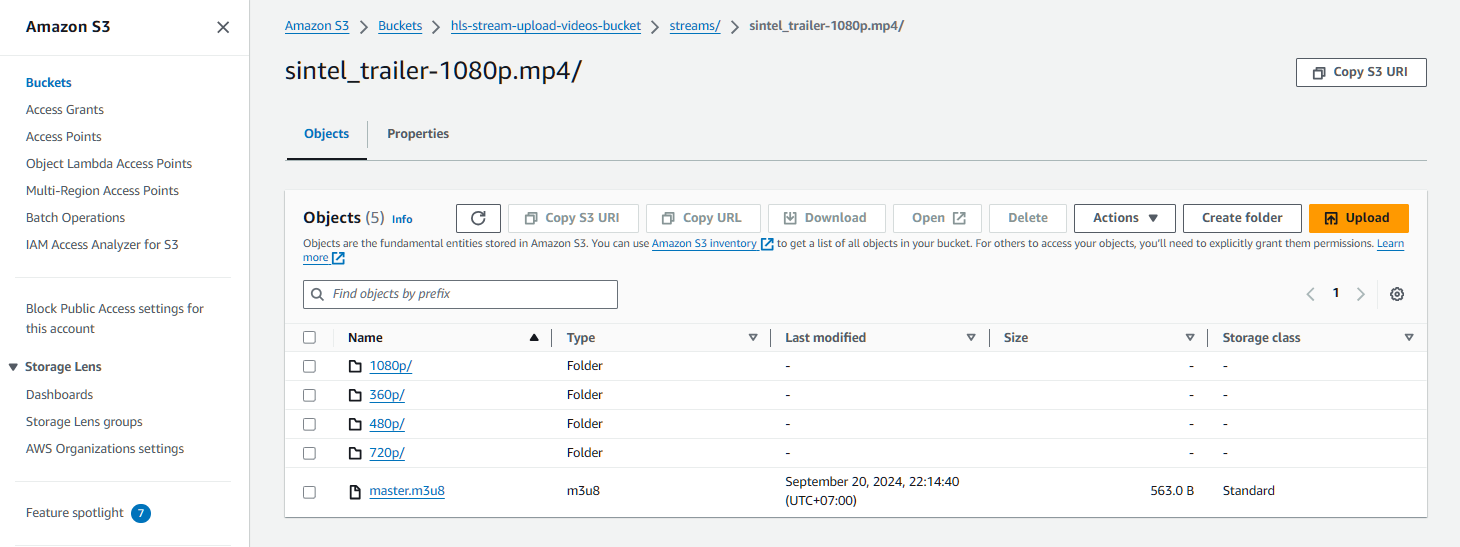 Amazon S3
Buckets
Access Grants
Access Points
Object Lambda Access Points
Multi-Region Access Points
Batch Operations
IAM Access Analyzer for S3
Block Public Access settings for
this account
Storage Lens
Dashboards
Storage Lens groups
AWS Organizations settings
Feature spotlight 7
Amazon S3 Buckets hls-stream-upload-videos-bucket streams/ sintel_trailer-1080p.mp4/
sintel_trailer-1080p.mp4/
Copy S3 URI
Objects Properties
Objects (5) Info Copy S3 URI Copy URL Download Open Delete Actions Create folder Upload
Objects are the fundamental entities stored in Amazon S3. You can use Amazon S3 inventory to get a list of all objects in your bucket. For others to access your objects, you'll need to explicitly grant them permissions. Learn
more
Find objects by prefix
1
Name Type Last modified Size Storage class
1080p/ Folder - - -
360p/ Folder - - -
480p/ Folder - - -
720p/ Folder - - -
master.m3u8 m3u8 September 20, 2024, 22:14:40 563.0 B Standard
(UTC+07:00)